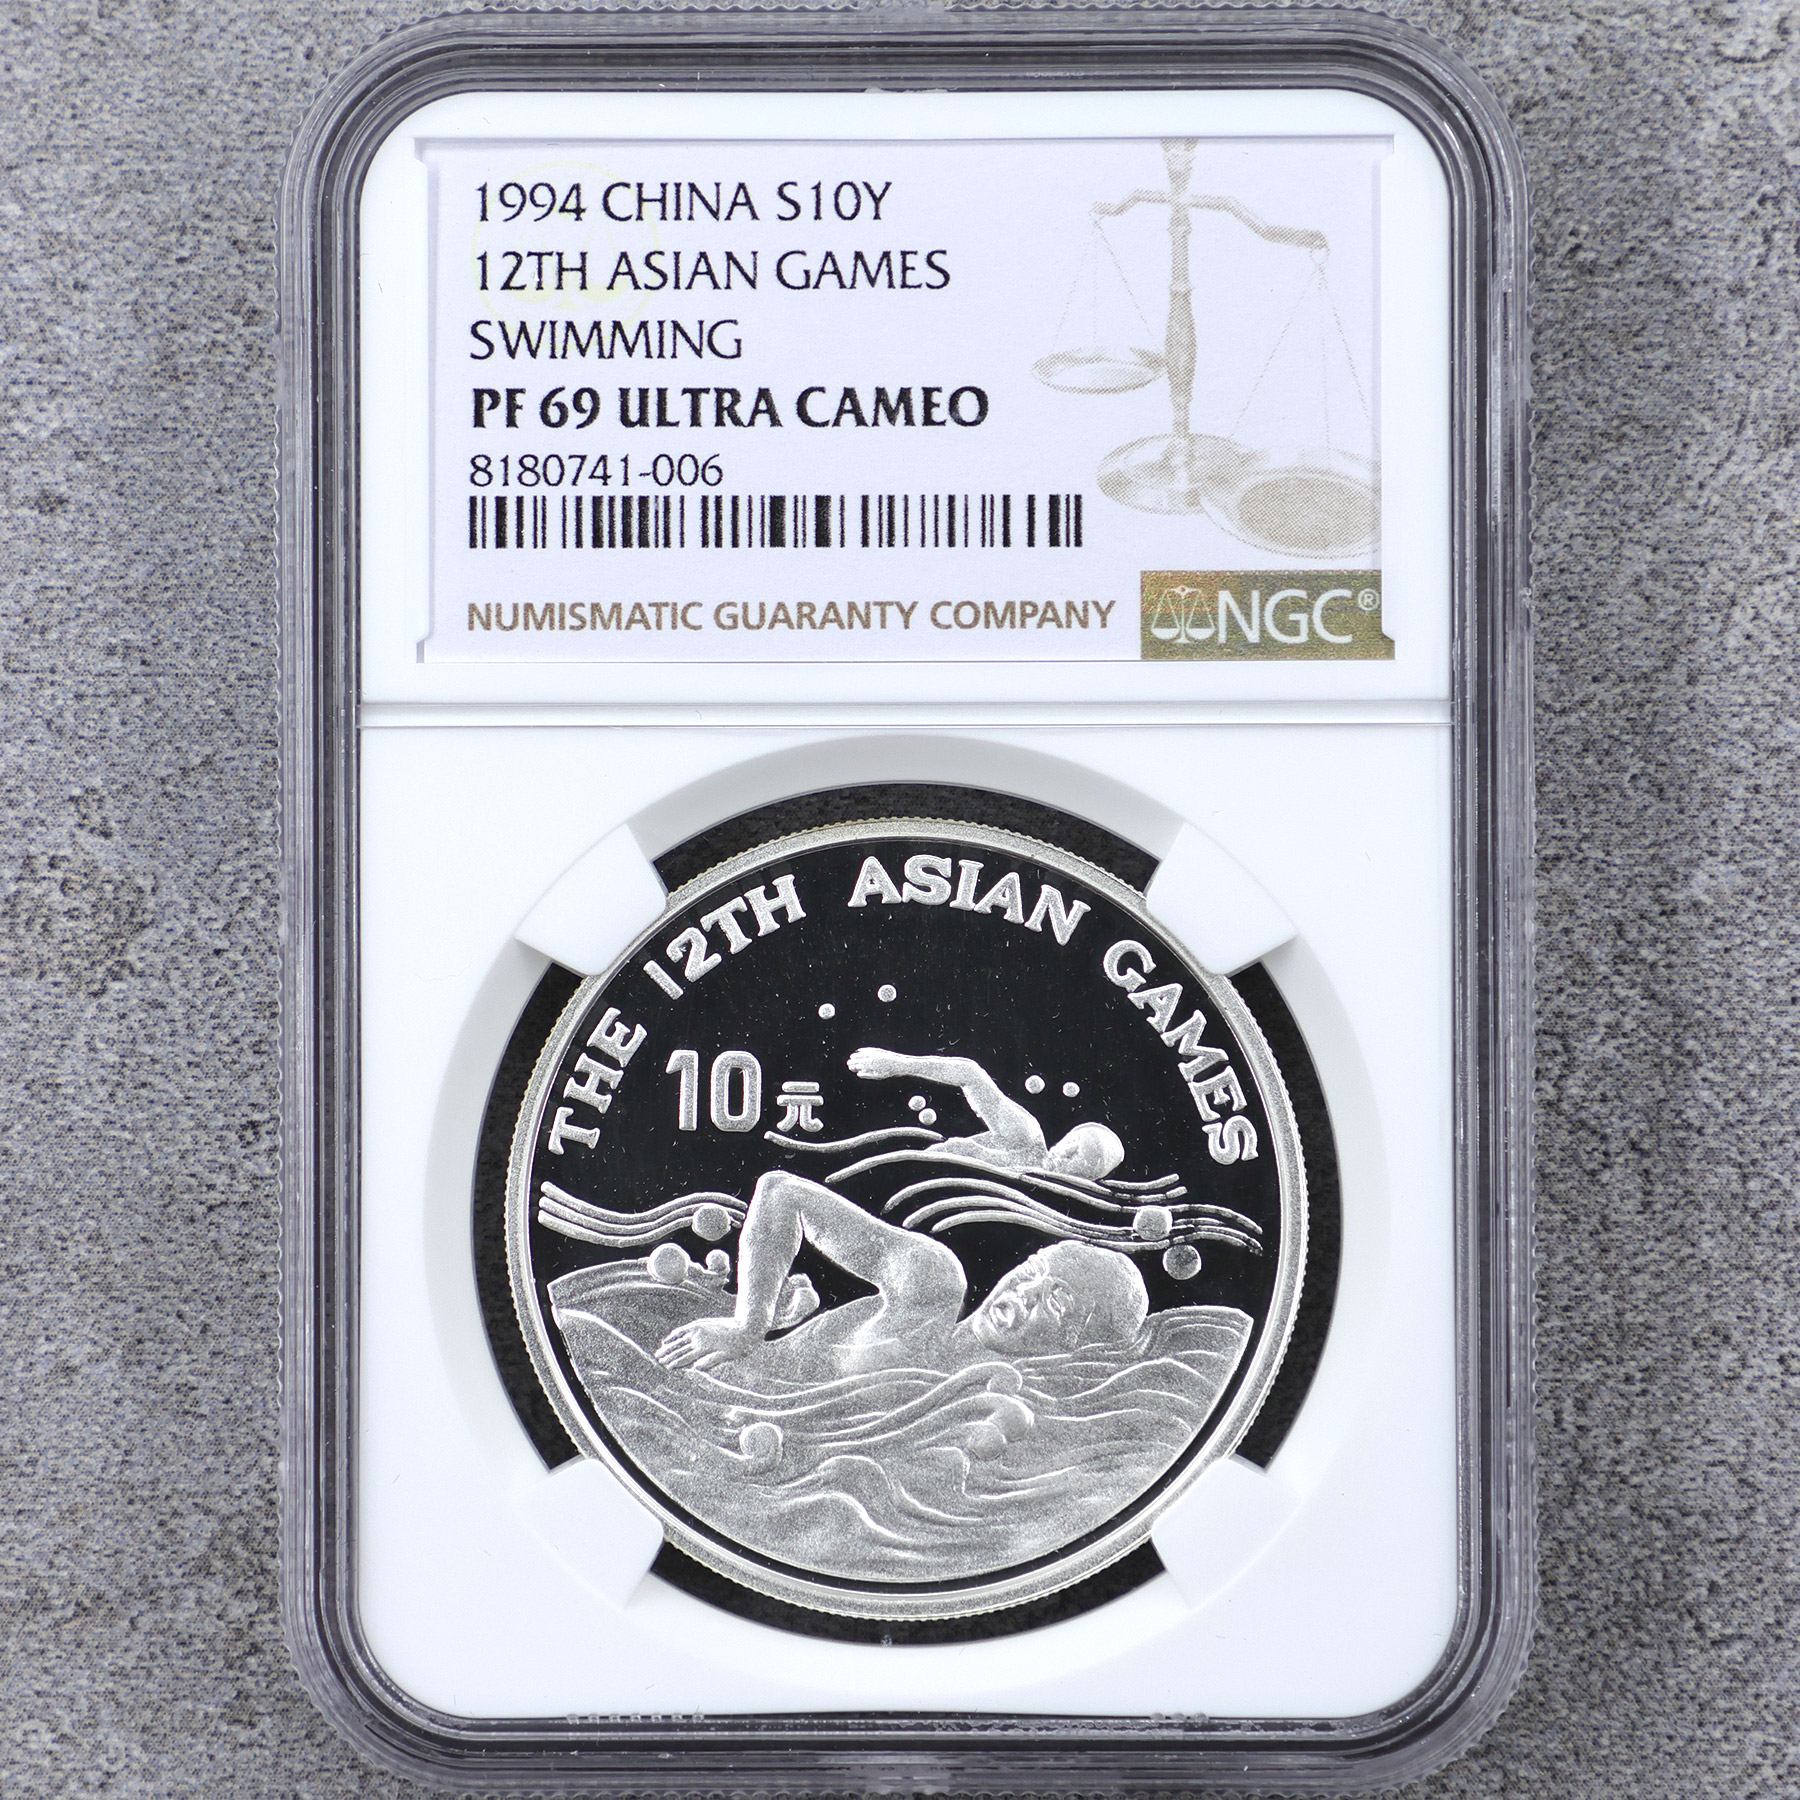 1994 CHINA S10Y
12TH ASIAN GAMES
SWIMMING
PF 69 ULTRA CAMEO
8180741-006
NUMISMATIC GUARANTY COMPANY
NGC®
THE 12TH ASIAN GAMES
10元